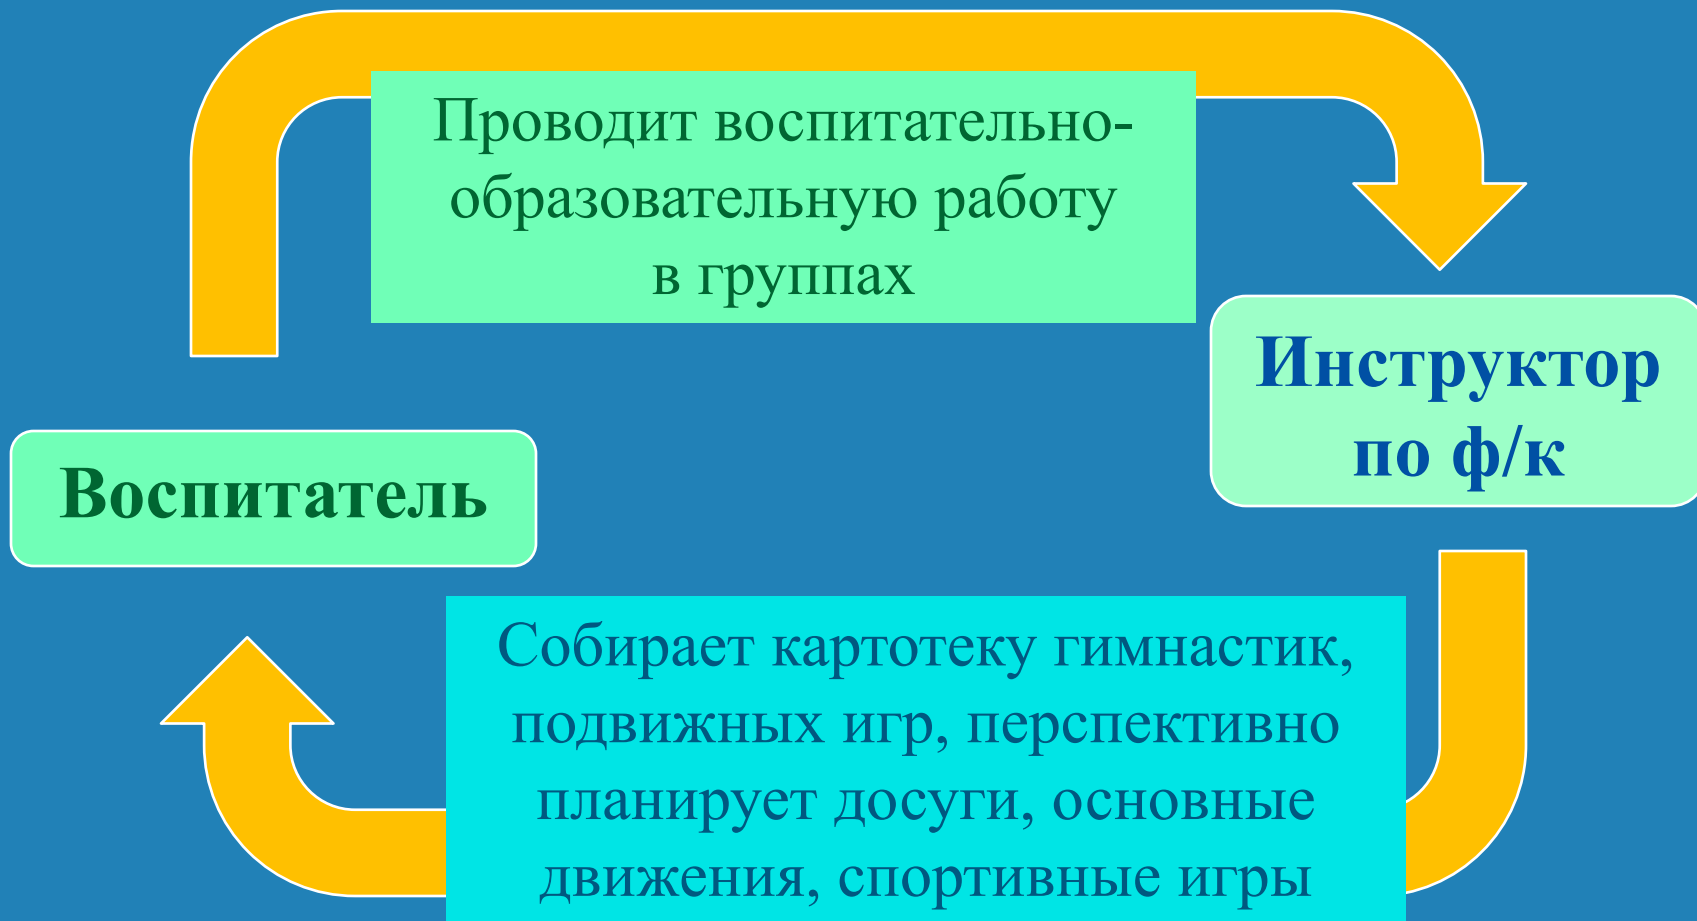 Проводит воспитательно-
образовательную работу
в группах
Инструктор
по ф/к
Воспитатель
Собирает картотеку гимнастик,
подвижных игр, перспективно
планирует досуги, основные
движения, спортивные игры